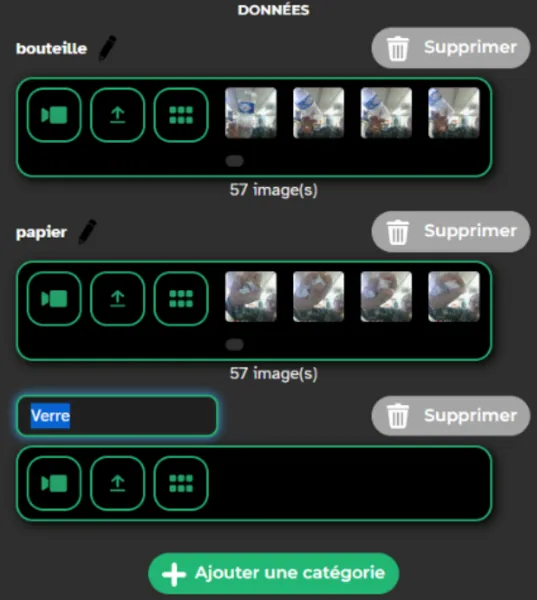 DONNÉES
bouteille
Supprimer
57 image(s)
papier
Supprimer
57 image(s)
Verre
Supprimer
Ajouter une catégorie